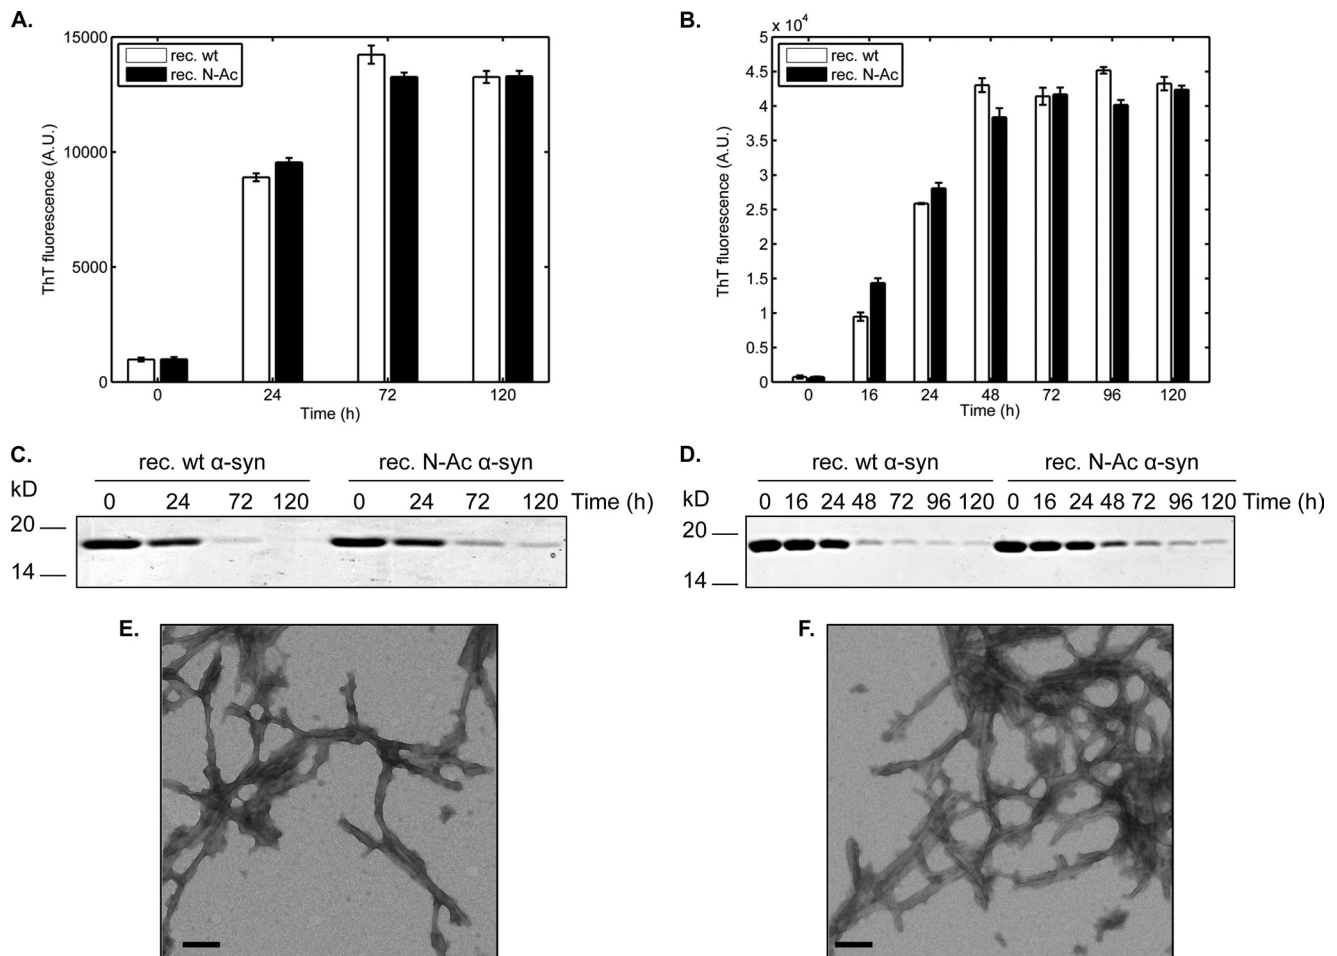 A.
15000
10000
5000
0
ThT fluorescence (A.U.)
rec. wt
rec. N-Ac
0 24 72 120
Time (h)
B.
x 10^4
5
4.5
4
3.5
3
2.5
2
1.5
1
0.5
0
ThT fluorescence (A.U.)
rec. wt
rec. N-Ac
0 16 24 48 72 96 120
Time (h)
C.
rec. wt α-syn rec. N-Ac α-syn
kD
0 24 72 120 0 24 72 120 Time (h)
20
14
D.
rec. wt α-syn rec. N-Ac α-syn
kD
0 16 24 48 72 96 120 0 16 24 48 72 96 120 Time (h)
20
14
E.
F.